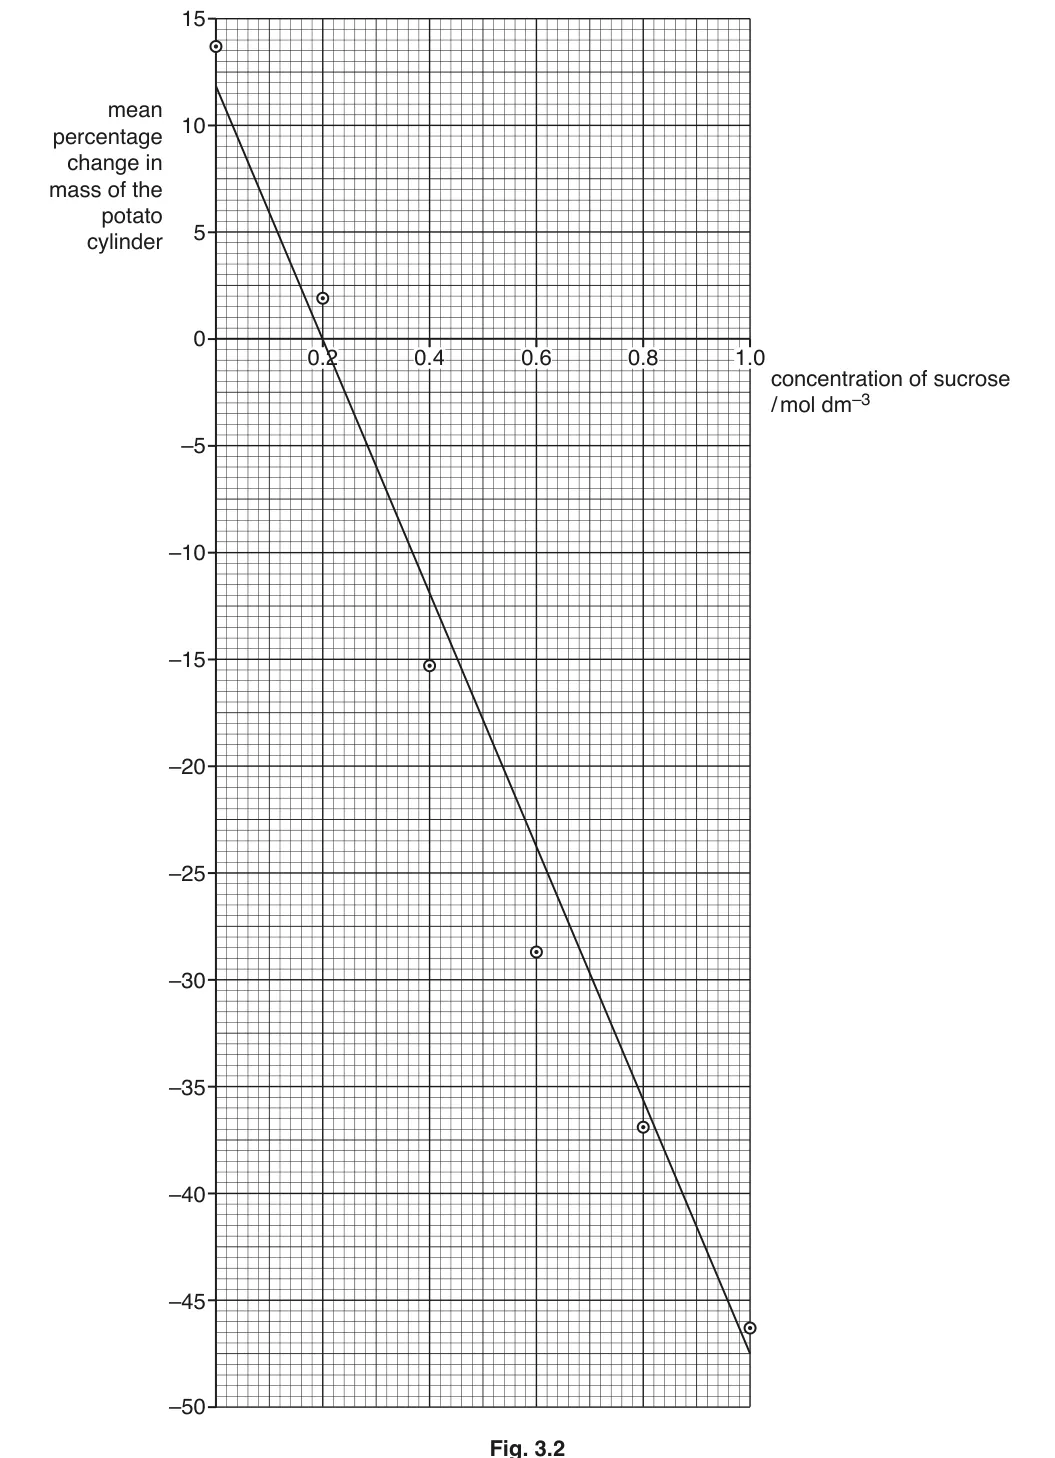 15
mean
percentage
change in
mass of the
potato
cylinder
10
5
0
0.2 0.4 0.6 0.8 1.0
concentration of sucrose
/mol dm⁻³
–5
–10
–15
–20
–25
–30
–35
–40
–45
–50
Fig. 3.2